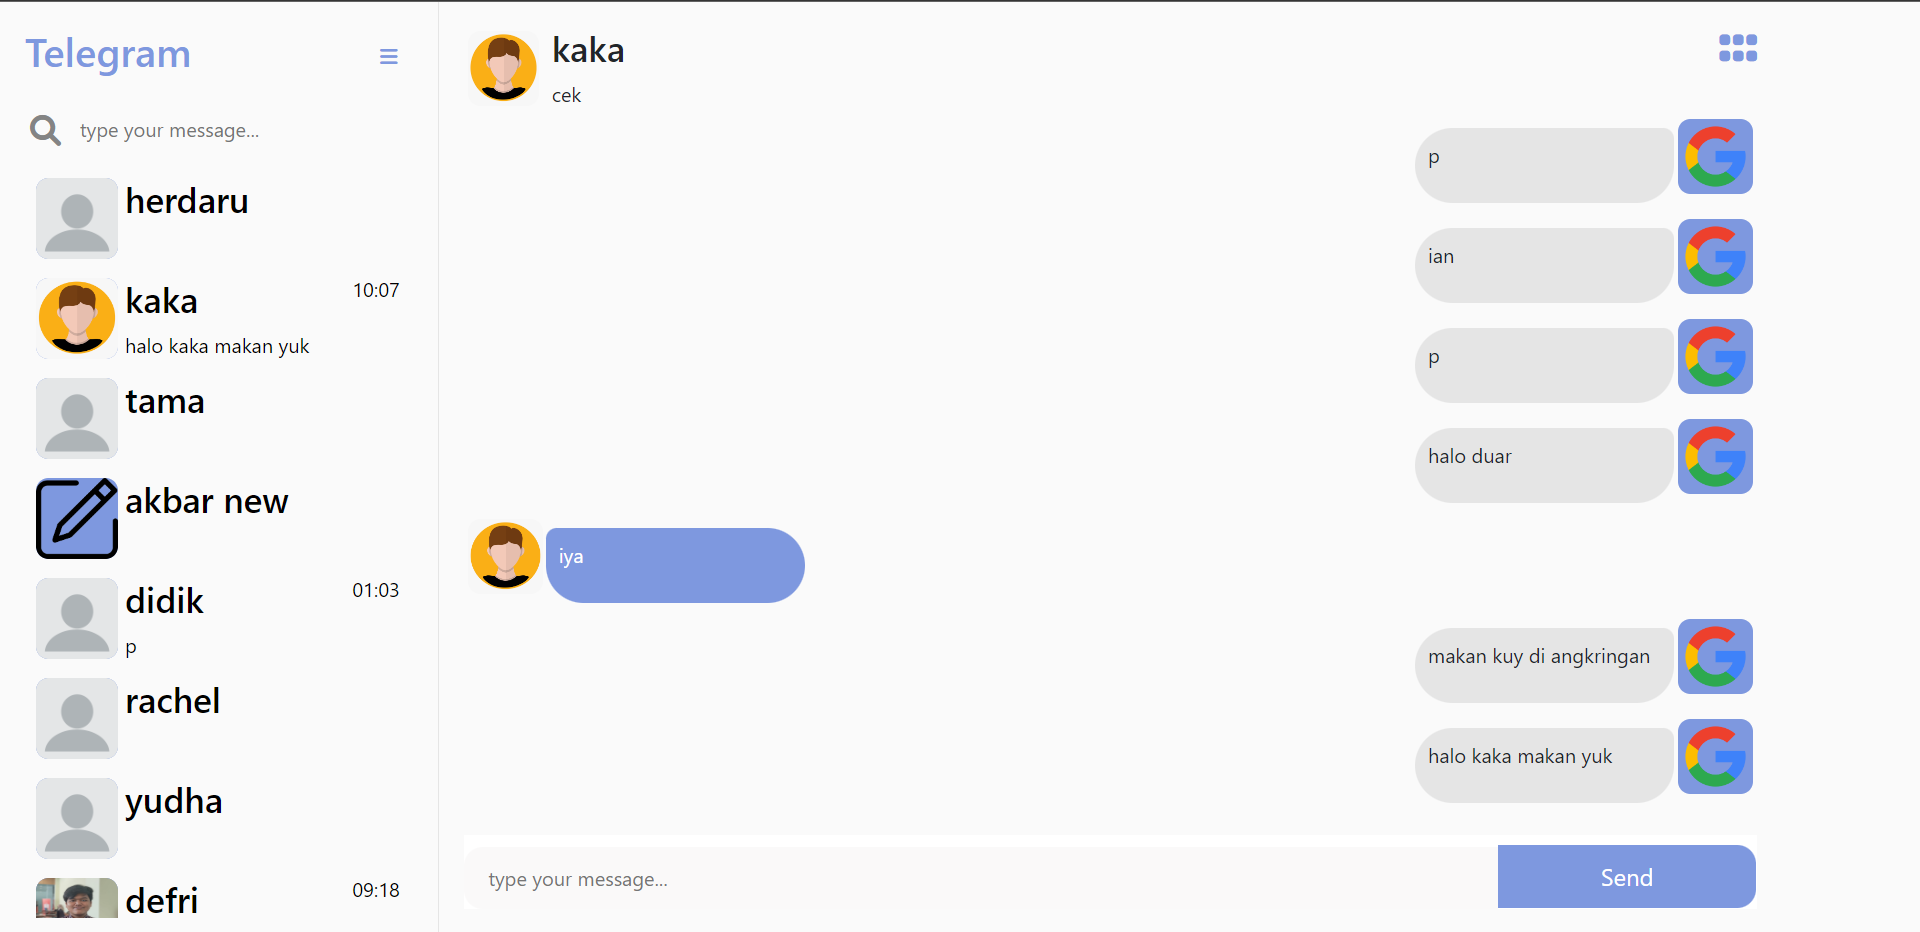 Telegram
type your message...
herdaru
kaka
10:07
halo kaka makan yuk
tama
akbar new
didik
01:03
p
rachel
yudha
defri
09:18
kaka
cek
p
ian
p
halo duar
iya
makan kuy di angkringan
halo kaka makan yuk
type your message...
Send